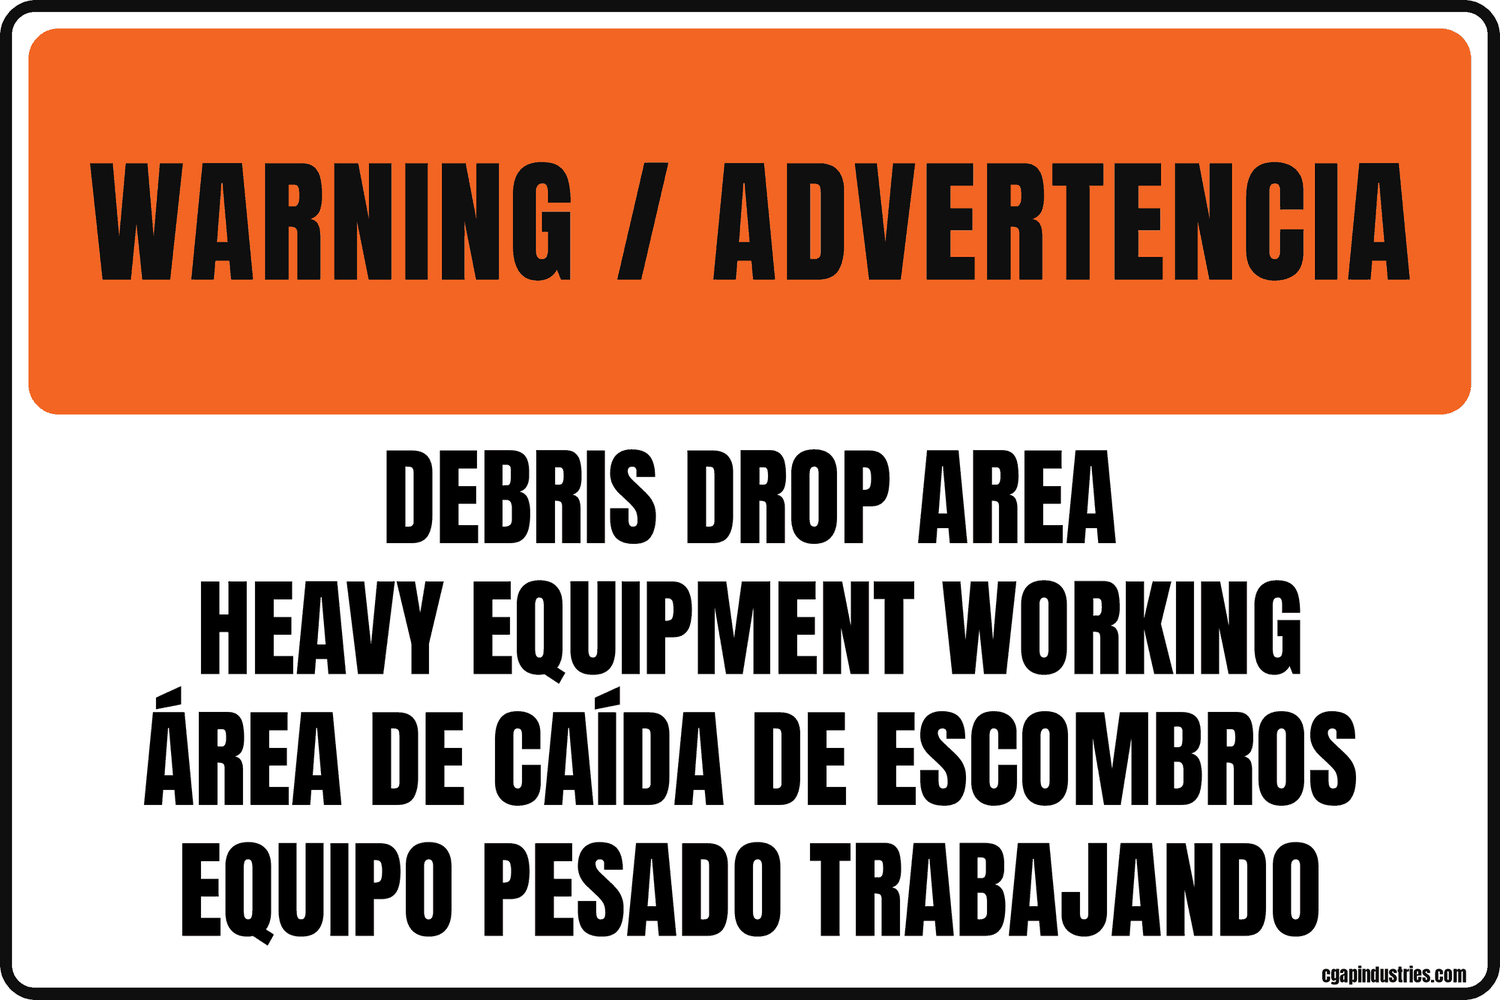 WARNING / ADVERTENCIA
DEBRIS DROP AREA
HEAVY EQUIPMENT WORKING
ÁREA DE CAÍDA DE ESCOMBROS
EQUIPO PESADO TRABAJANDO
cgapindustries.com